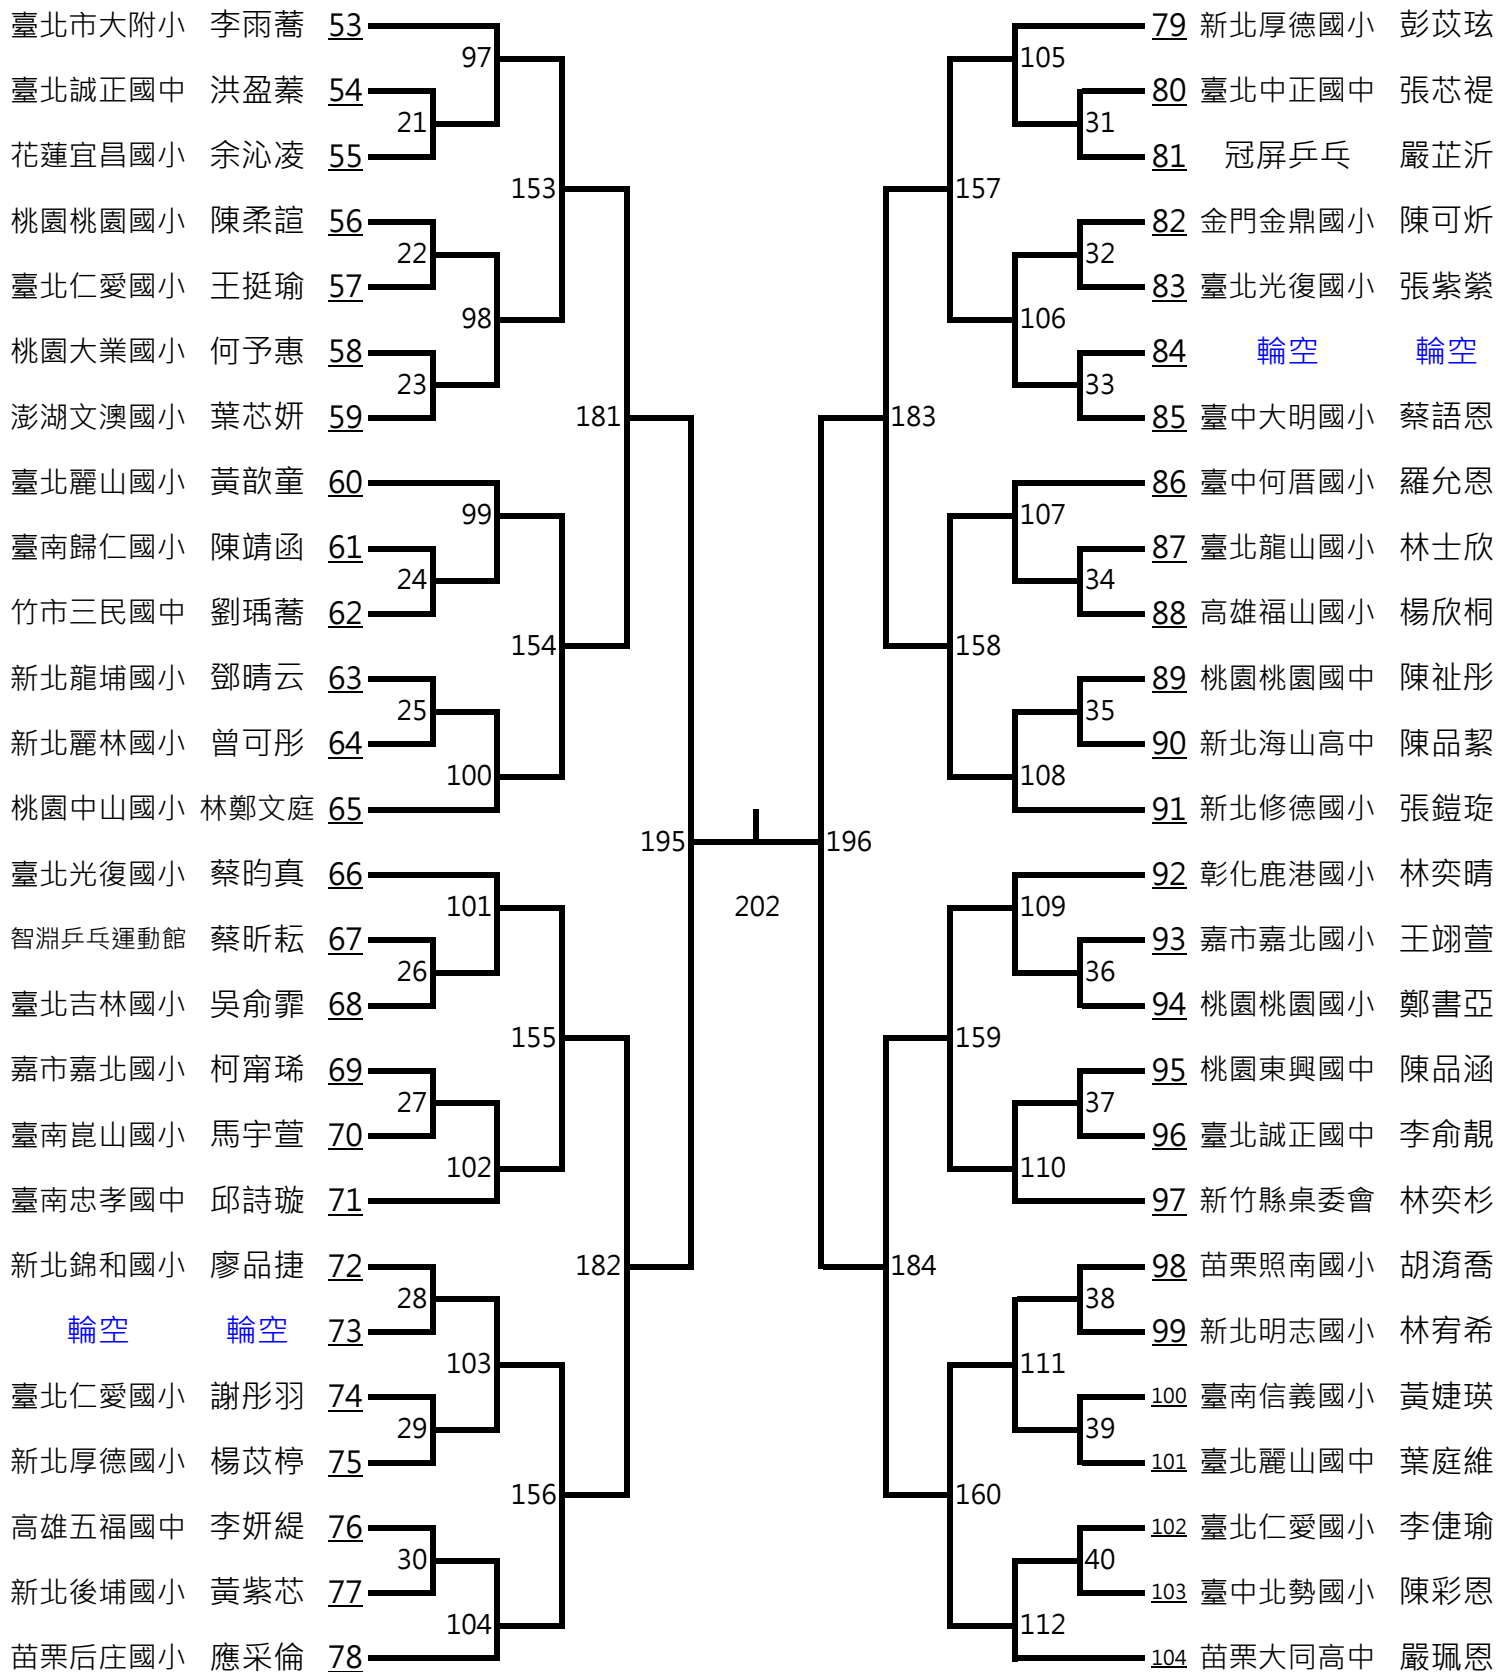 臺北市大附小 李雨蕎 53
97
臺北誠正國中 洪盈蓁 54
21
花蓮宜昌國小 余沁凌 55
153
桃園桃園國小 陳柔諠 56
22
臺北仁愛國小 王挺瑜 57
98
桃園大業國小 何予惠 58
23
澎湖文澳國小 葉芯妍 59
181
臺北麗山國小 黃歆童 60
99
臺南歸仁國小 陳靖函 61
24
竹市三民國中 劉瑀蕎 62
154
新北龍埔國小 鄧晴云 63
25
新北麗林國小 曾可彤 64
100
桃園中山國小 林鄭文庭 65
195
臺北光復國小 蔡昀真 66
101
智淵乒乓運動館 蔡昕耘 67
26
臺北吉林國小 吳俞霏 68
155
嘉市嘉北國小 柯甯琋 69
27
臺南崑山國小 馬宇萱 70
102
臺南忠孝國中 邱詩璇 71
182
新北錦和國小 廖品捷 72
28
輪空 輪空 73
103
臺北仁愛國小 謝彤羽 74
29
新北厚德國小 楊苡楟 75
156
高雄五福國中 李妍緹 76
30
新北後埔國小 黃紫芯 77
104
苗栗后庄國小 應采倫 78
202
79 新北厚德國小 彭苡玹
105
80 臺北中正國中 張芯禔
31
81 冠屏乒乓 嚴芷沂
157
82 金門金鼎國小 陳可炘
32
83 臺北光復國小 張紫縈
106
84 輪空 輪空
33
85 臺中大明國小 蔡語恩
183
86 臺中何厝國小 羅允恩
107
87 臺北龍山國小 林士欣
34
88 高雄福山國小 楊欣桐
158
89 桃園桃園國中 陳祉彤
35
90 新北海山高中 陳品絜
108
91 新北修德國小 張鎧琁
196
92 彰化鹿港國小 林奕晴
109
93 嘉市嘉北國小 王翊萱
36
94 桃園桃園國小 鄭書亞
159
95 桃園東興國中 陳品涵
37
96 臺北誠正國中 李俞靚
110
97 新竹縣桌委會 林奕杉
184
98 苗栗照南國小 胡淯喬
38
99 新北明志國小 林宥希
111
100 臺南信義國小 黃婕瑛
39
101 臺北麗山國中 葉庭維
160
102 臺北仁愛國小 李倢瑜
40
103 臺中北勢國小 陳彩恩
112
104 苗栗大同高中 嚴珮恩